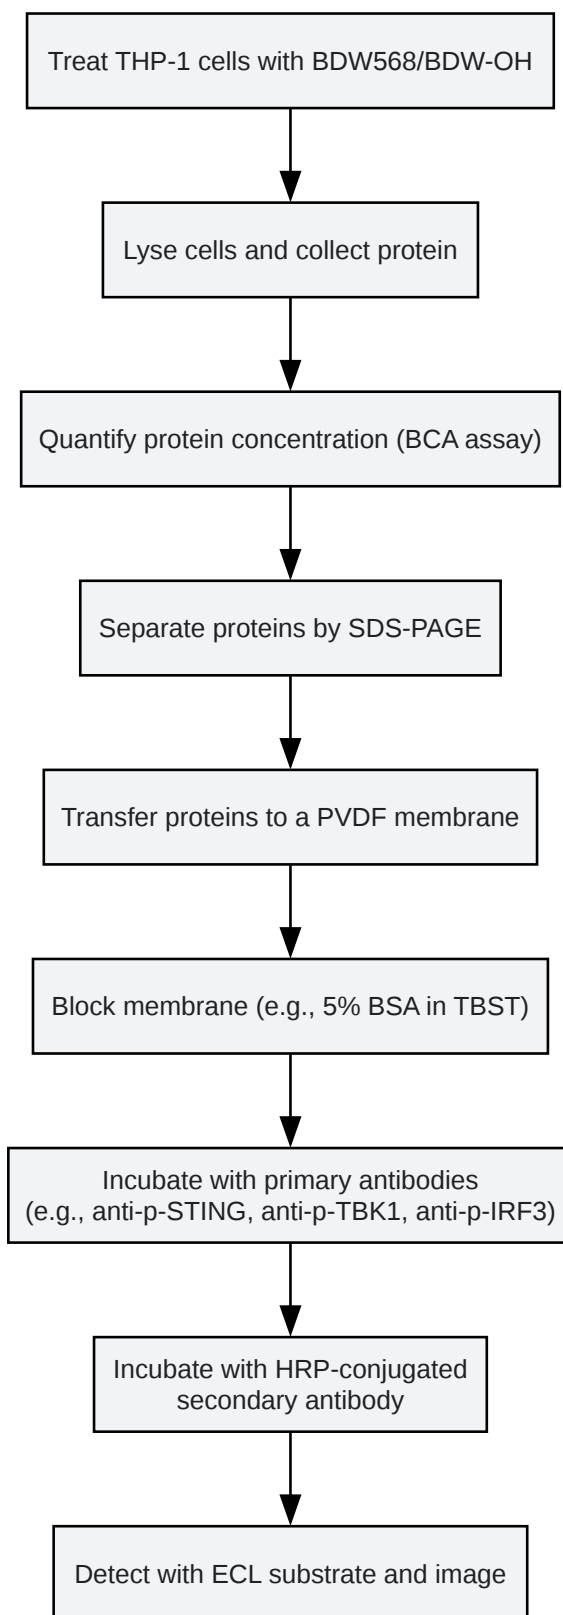 Treat THP-1 cells with BDW568/BDW-OH
Lyse cells and collect protein
Quantify protein concentration (BCA assay)
Separate proteins by SDS-PAGE
Transfer proteins to a PVDF membrane
Block membrane (e.g., 5% BSA in TBST)
Incubate with primary antibodies
(e.g., anti-p-STING, anti-p-TBK1, anti-p-IRF3)
Incubate with HRP-conjugated
secondary antibody
Detect with ECL substrate and image